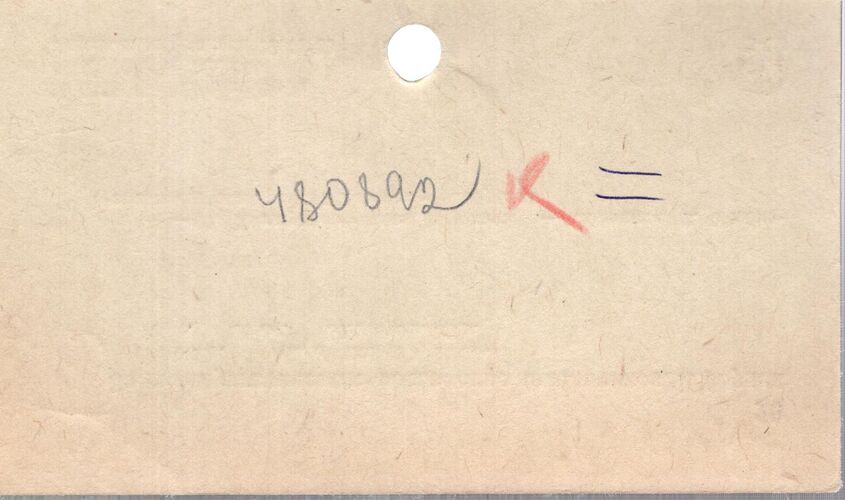 480892 K =